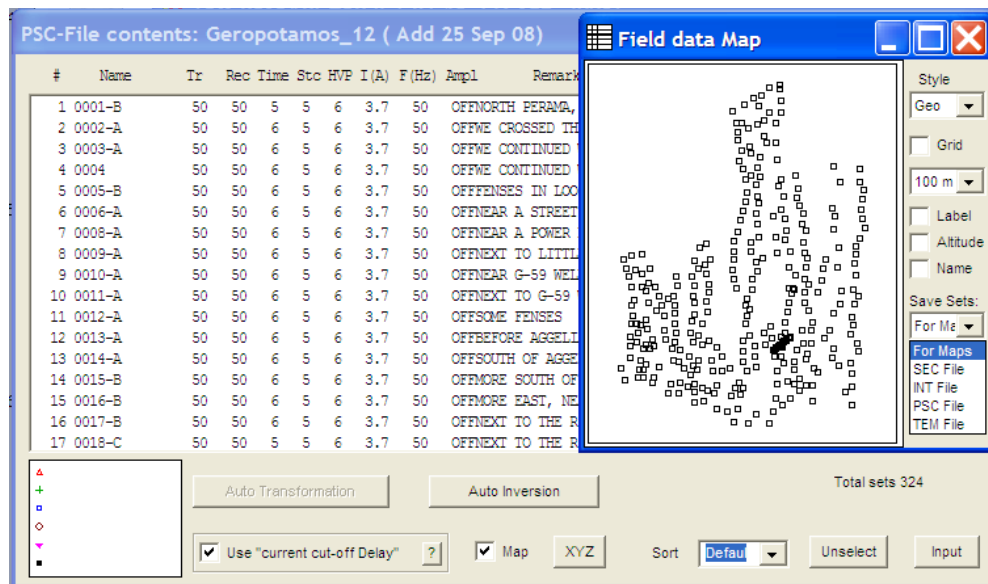 PSC-File contents: Geropotamos_12 ( Add 25 Sep 08)
# Name Tr Rec Time Stc HVP I(A) F(Hz) Ampl Remark
1 0001-B 50 50 5 5 6 3.7 50 OFFNORTH PERAMA,
2 0002-A 50 50 6 5 6 3.7 50 OFFWE CROSSED TH
3 0003-A 50 50 6 5 6 3.7 50 OFFWE CONTINUED
4 0004 50 50 6 5 6 3.7 50 OFFWE CONTINUED
5 0005-B 50 50 6 5 6 3.7 50 OFFFENSES IN LOO
6 0006-A 50 50 6 5 6 3.7 50 OFFNEAR A STREET
7 0008-A 50 50 6 5 6 3.7 50 OFFNEAR A POWER
8 0009-A 50 50 6 5 6 3.7 50 OFFNEXT TO LITTL
9 0010-A 50 50 6 5 6 3.7 50 OFFNEAR G-59 WEL
10 0011-A 50 50 6 5 6 3.7 50 OFFNEXT TO G-59
11 0012-A 50 50 6 5 6 3.7 50 OFFSOME FENSES
12 0013-A 50 50 6 5 6 3.7 50 OFFBEFORE AGGELI
13 0014-A 50 50 6 5 6 3.7 50 OFFSOUTH OF AGGE
14 0015-B 50 50 6 5 6 3.7 50 OFFMORE SOUTH OF
15 0016-B 50 50 6 5 6 3.7 50 OFFMORE EAST, NE
16 0017-B 50 50 6 5 6 3.7 50 OFFNEXT TO THE R
17 0018-C 50 50 5 5 6 3.7 50 OFFNEXT TO THE R
Field data Map
Style
Geo
Grid
100 m
Label
Altitude
Name
Save Sets:
For Ma
For Maps
SEC File
INT File
PSC File
TEM File
Auto Transformation
Auto Inversion
Total sets 324
Use "current cut-off Delay" ?
Map
XYZ
Sort
Defaul
Unselect
Input